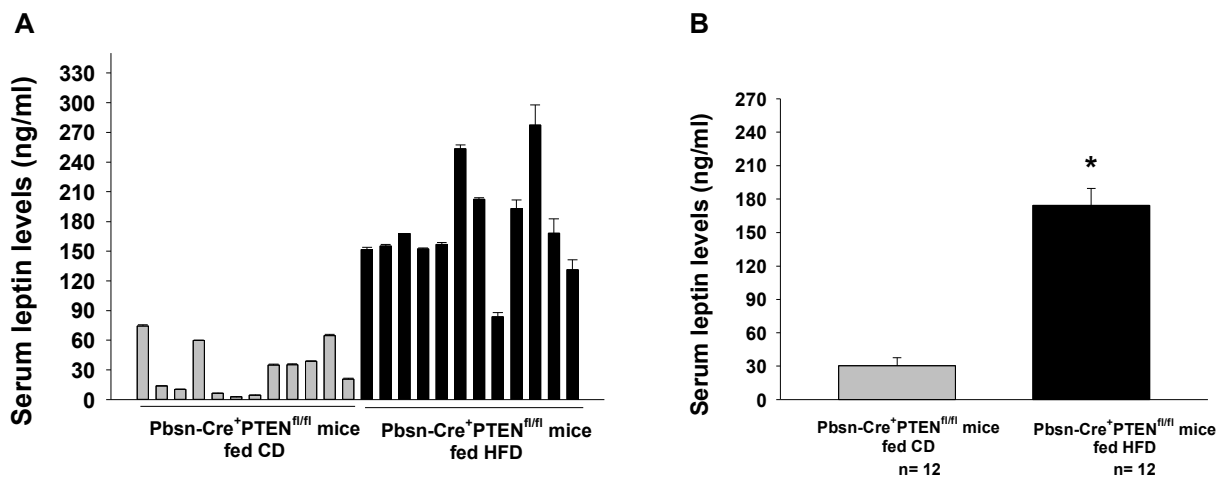 A
Serum leptin levels (ng/ml)
330
300
270
240
210
180
150
120
90
60
30
0
Pbsn-Cre⁺PTENᶠˡ/ᶠˡ mice
fed CD
Pbsn-Cre⁺PTENᶠˡ/ᶠˡ mice
fed HFD
B
Serum leptin levels (ng/ml)
270
240
210
180
150
120
90
60
30
0
*
Pbsn-Cre⁺PTENᶠˡ/ᶠˡ mice
fed CD
n= 12
Pbsn-Cre⁺PTENᶠˡ/ᶠˡ mice
fed HFD
n= 12